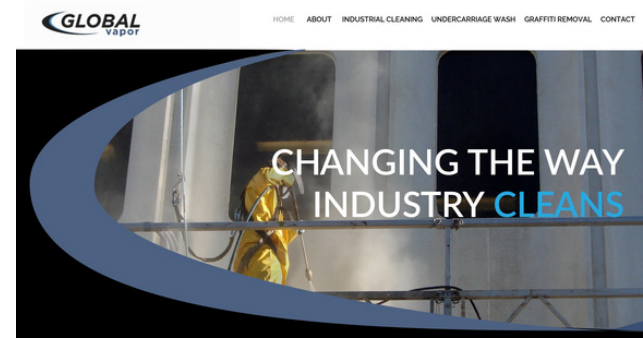 GLOBAL
vapor
HOME ABOUT INDUSTRIAL CLEANING UNDERCARRIAGE WASH GRAFFITI REMOVAL CONTACT
CHANGING THE WAY
INDUSTRY CLEANS